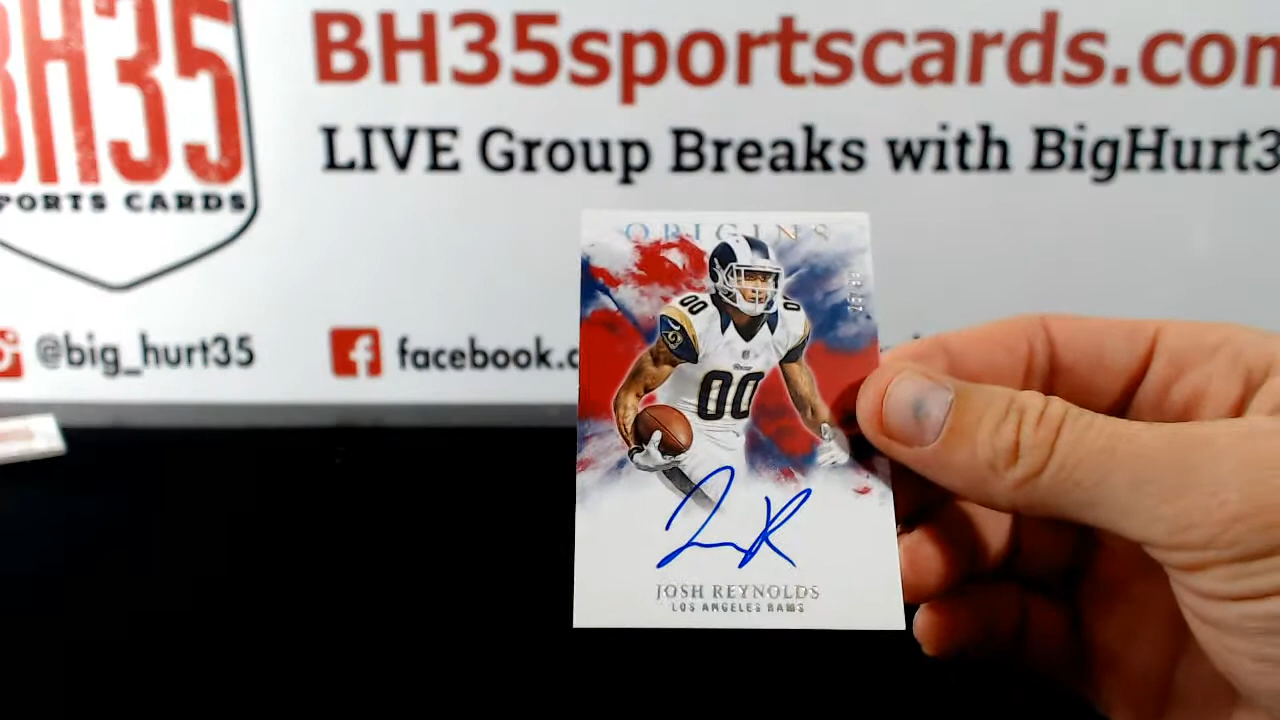 BH35
PORTS CARDS
BH35sportscards.com
LIVE Group Breaks with BigHurt3
@big_hurt35
facebook.c
ORIGINS
00
00
JOSH REYNOLDS
LOS ANGELES RAMS